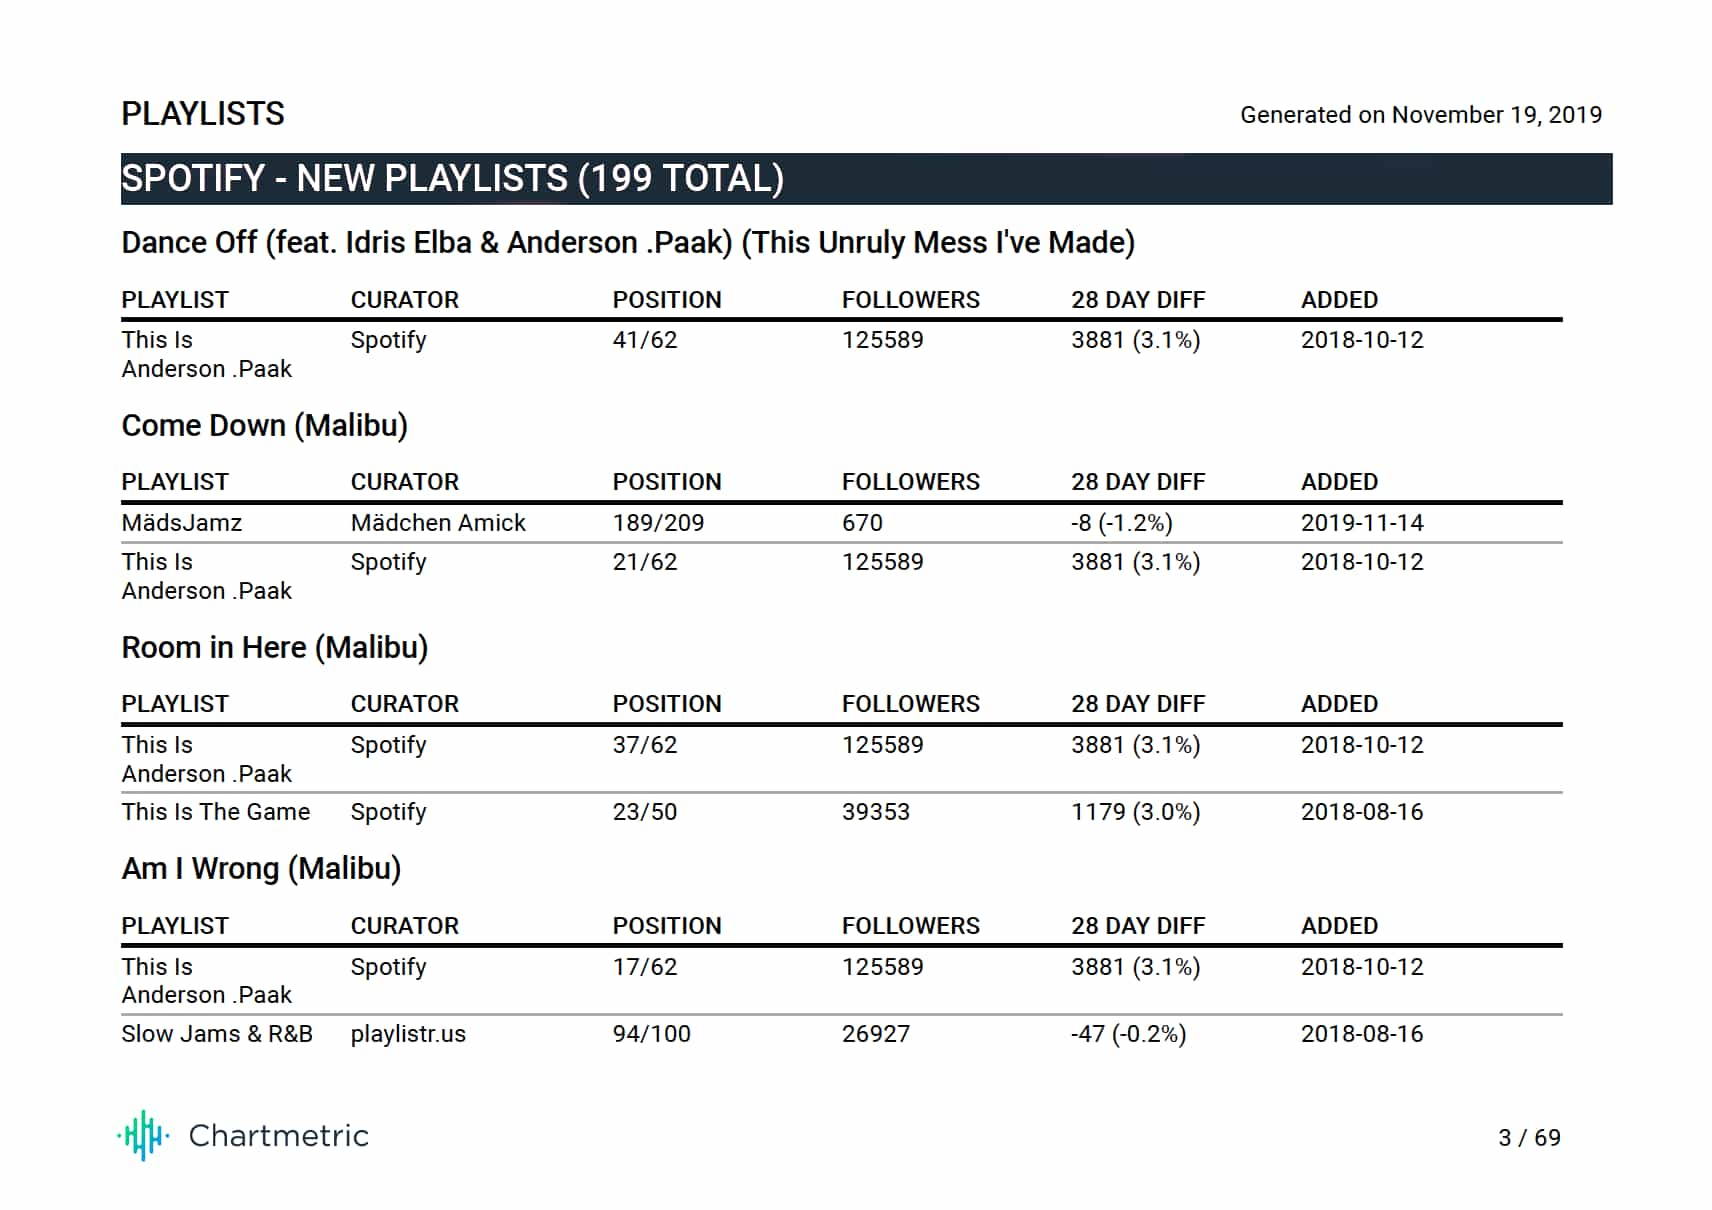 PLAYLISTS
Generated on November 19, 2019
SPOTIFY - NEW PLAYLISTS (199 TOTAL)
Dance Off (feat. Idris Elba & Anderson .Paak) (This Unruly Mess I've Made)
PLAYLIST CURATOR POSITION FOLLOWERS 28 DAY DIFF ADDED
This Is Spotify 41/62 125589 3881 (3.1%) 2018-10-12
Anderson .Paak
Come Down (Malibu)
PLAYLIST CURATOR POSITION FOLLOWERS 28 DAY DIFF ADDED
MädsJamz Mädchen Amick 189/209 670 -8 (-1.2%) 2019-11-14
This Is Spotify 21/62 125589 3881 (3.1%) 2018-10-12
Anderson .Paak
Room in Here (Malibu)
PLAYLIST CURATOR POSITION FOLLOWERS 28 DAY DIFF ADDED
This Is Spotify 37/62 125589 3881 (3.1%) 2018-10-12
Anderson .Paak
This Is The Game Spotify 23/50 39353 1179 (3.0%) 2018-08-16
Am I Wrong (Malibu)
PLAYLIST CURATOR POSITION FOLLOWERS 28 DAY DIFF ADDED
This Is Spotify 17/62 125589 3881 (3.1%) 2018-10-12
Anderson .Paak
Slow Jams & R&B playlistr.us 94/100 26927 -47 (-0.2%) 2018-08-16
Chartmetric
3 / 69